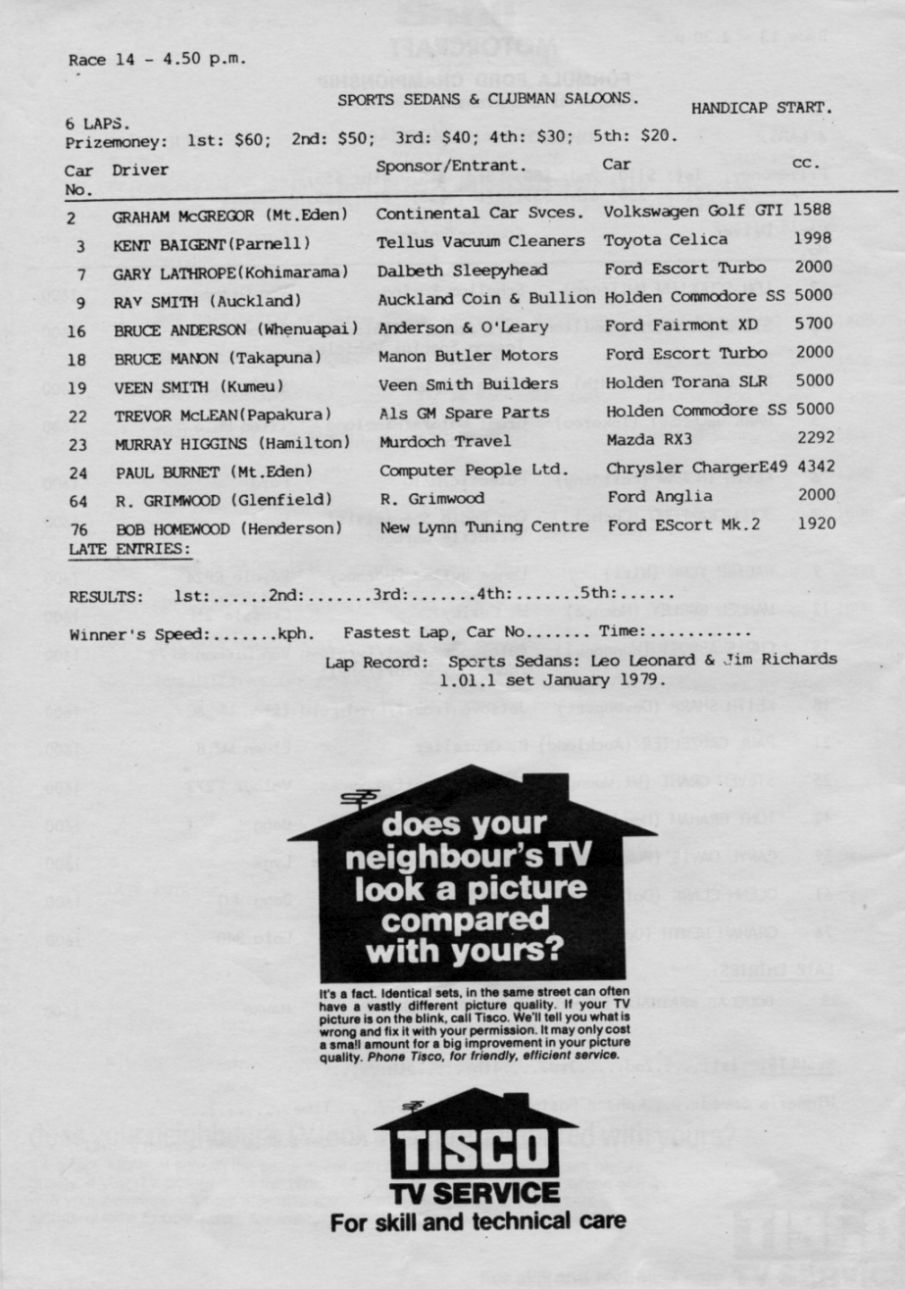 Race 14 - 4.50 p.m.
SPORTS SEDANS & CLUBMAN SALOONS.
HANDICAP START.
6 LAPS.
Prizemoney: 1st: $60; 2nd: $50; 3rd: $40; 4th: $30; 5th: $20.
Car Driver Sponsor/Entrant. Car cc.
No.
2 GRAHAM McGREGOR (Mt.Eden) Continental Car Svces. Volkswagen Golf GTI 1588
3 KENT BAIGENT(Parnell) Tellus Vacuum Cleaners Toyota Celica 1998
7 GARY LATHROPE(Kohimarama) Dalbeth Sleepyhead Ford Escort Turbo 2000
9 RAY SMITH (Auckland) Auckland Coin & Bullion Holden Commodore SS 5000
16 BRUCE ANDERSON (Whenuapai) Anderson & O'Leary Ford Fairmont XD 5700
18 BRUCE MANON (Takapuna) Manon Butler Motors Ford Escort Turbo 2000
19 VEEN SMITH (Kumeu) Veen Smith Builders Holden Torana SLR 5000
22 TREVOR McLEAN(Papakura) Als GM Spare Parts Holden Commodore SS 5000
23 MURRAY HIGGINS (Hamilton) Murdoch Travel Mazda RX3 2292
24 PAUL BURNET (Mt.Eden) Computer People Ltd. Chrysler ChargerE49 4342
64 R. GRIMWOOD (Glenfield) R. Grimwood Ford Anglia 2000
76 BOB HOMEWOOD (Henderson) New Lynn Tuning Centre Ford EScort Mk.2 1920
LATE ENTRIES:
RESULTS: 1st:......2nd:.......3rd:.......4th:.......5th:......
Winner's Speed:.......kph. Fastest Lap, Car No....... Time:...........
Lap Record: Sports Sedans: Leo Leonard & Jim Richards
1.01.1 set January 1979.
does your
neighbour's TV
look a picture
compared
with yours?
It's a fact. Identical sets, in the same street can often
have a vastly different picture quality. If your TV
picture is on the blink, call Tisco. We'll tell you what is
wrong and fix it with your permission. It may only cost
a small amount for a big improvement in your picture
quality. Phone Tisco, for friendly, efficient service.
TISCO
TV SERVICE
For skill and technical care